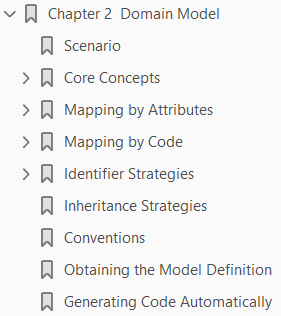 Chapter 2 Domain Model
Scenario
Core Concepts
Mapping by Attributes
Mapping by Code
Identifier Strategies
Inheritance Strategies
Conventions
Obtaining the Model Definition
Generating Code Automatically